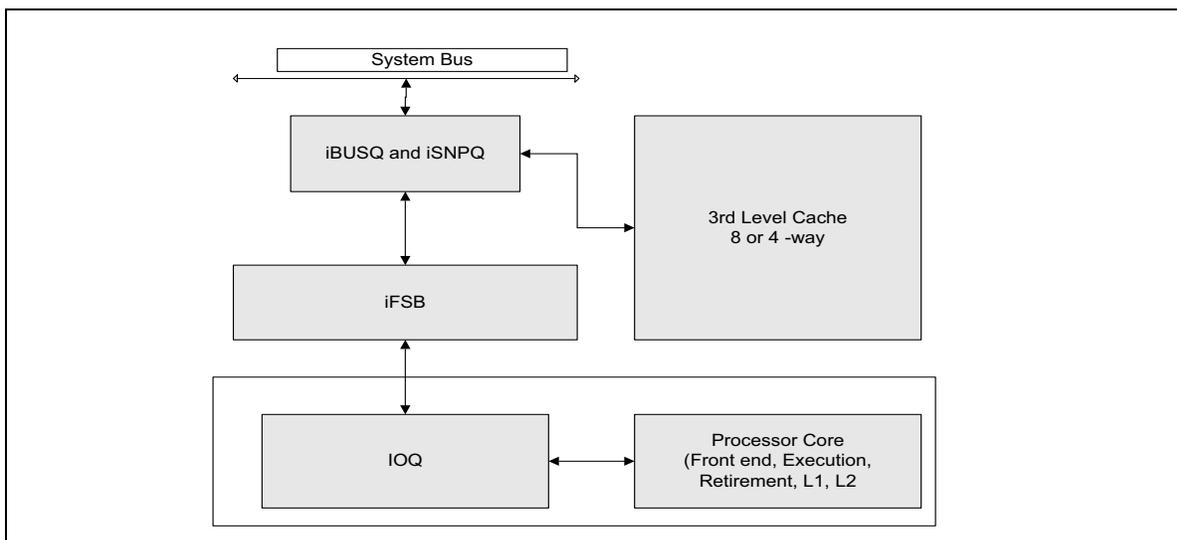 System Bus
iBUSQ and iSNPQ
3rd Level Cache
8 or 4 -way
iFSB
IOQ
Processor Core
(Front end, Execution,
Retirement, L1, L2